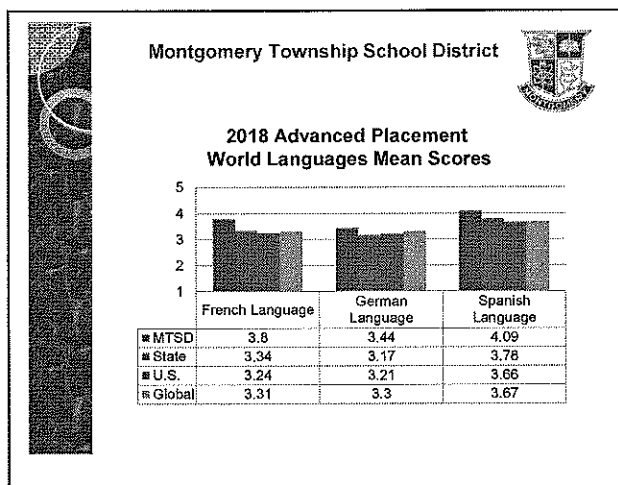 Montgomery Township School District
2018 Advanced Placement
World Languages Mean Scores
5
4
3
2
1
French Language German Language Spanish Language
MTSD 3.8 3.44 4.09
State 3.34 3.17 3.78
U.S. 3.24 3.21 3.66
Global 3.31 3.3 3.67